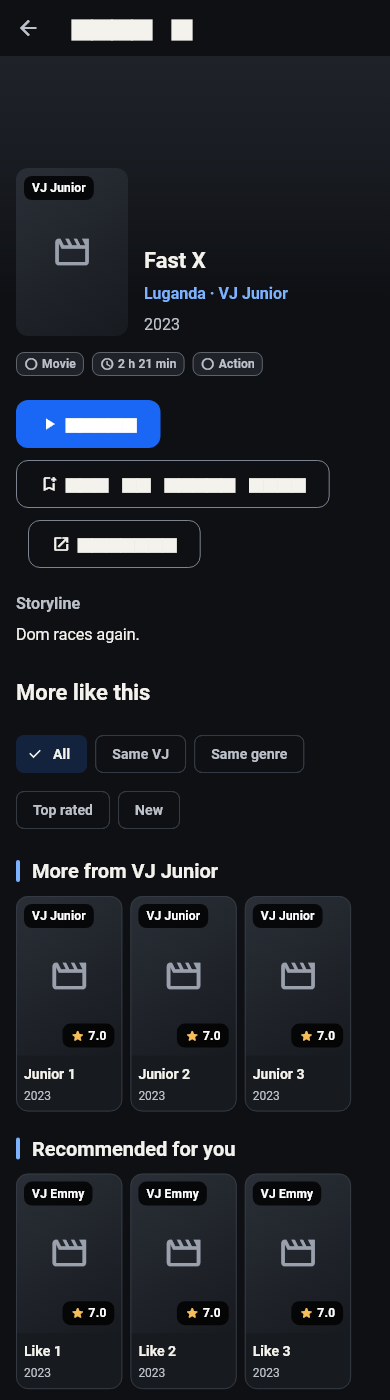 VJ Junior
Fast X
Luganda · VJ Junior
2023
Movie
2 h 21 min
Action
Storyline
Dom races again.
More like this
All
Same VJ
Same genre
Top rated
New
More from VJ Junior
VJ Junior
VJ Junior
VJ Junior
7.0
7.0
7.0
Junior 1
Junior 2
Junior 3
2023
2023
2023
Recommended for you
VJ Emmy
VJ Emmy
VJ Emmy
7.0
7.0
7.0
Like 1
Like 2
Like 3
2023
2023
2023